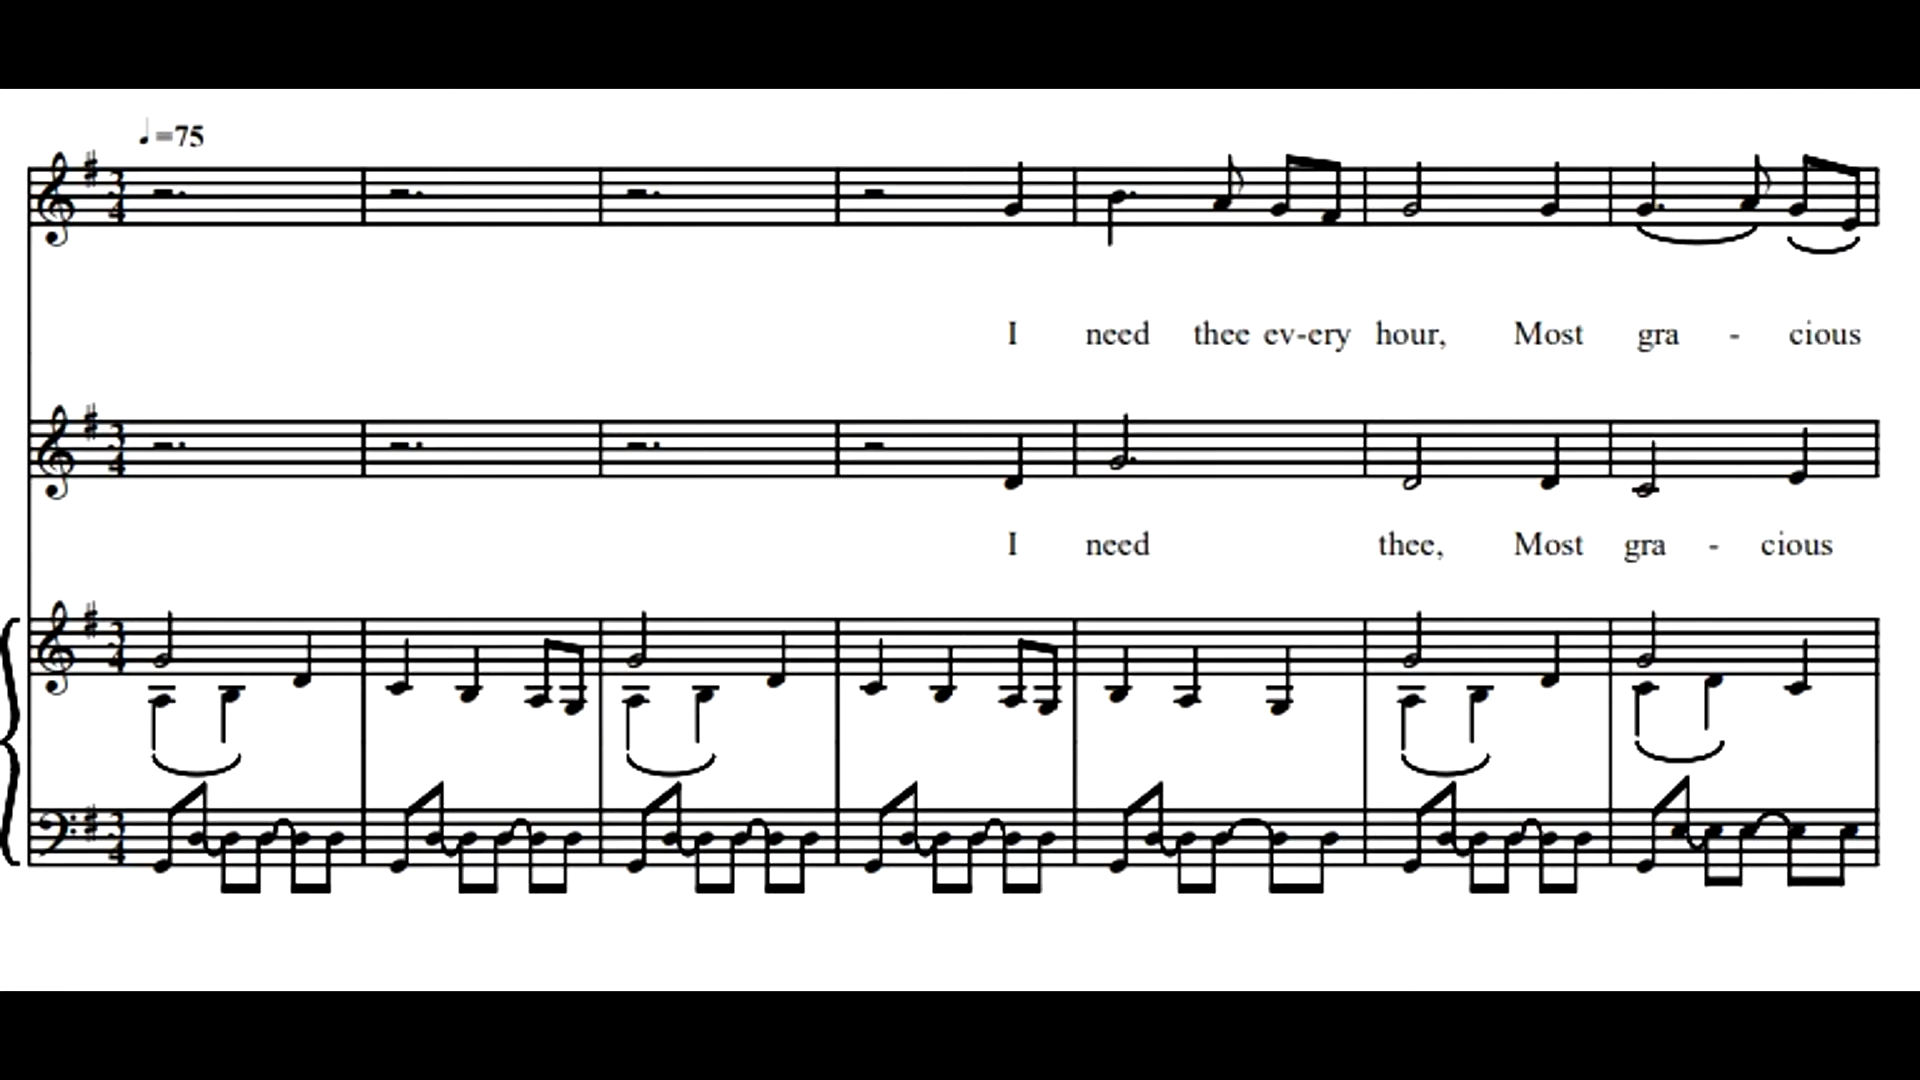 ♩=75
I need thee ev-ery hour, Most gra - cious
I need thee, Most gra - cious